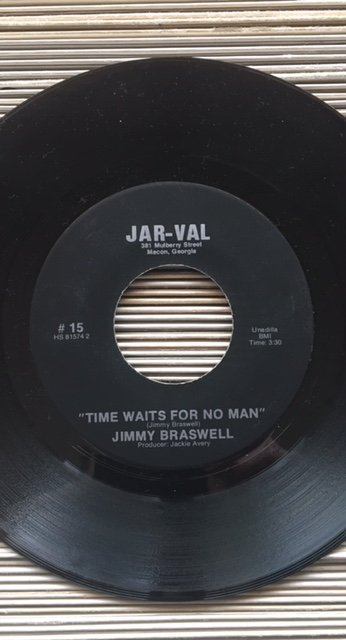 JAR-VAL
381 Mulberry Street
Macon, Georgia
# 15
HS 81574 2
Unedilla
BMI
Time: 3:30
"TIME WAITS FOR NO MAN"
(Jimmy Braswell)
JIMMY BRASWELL
Producer: Jackie Avery